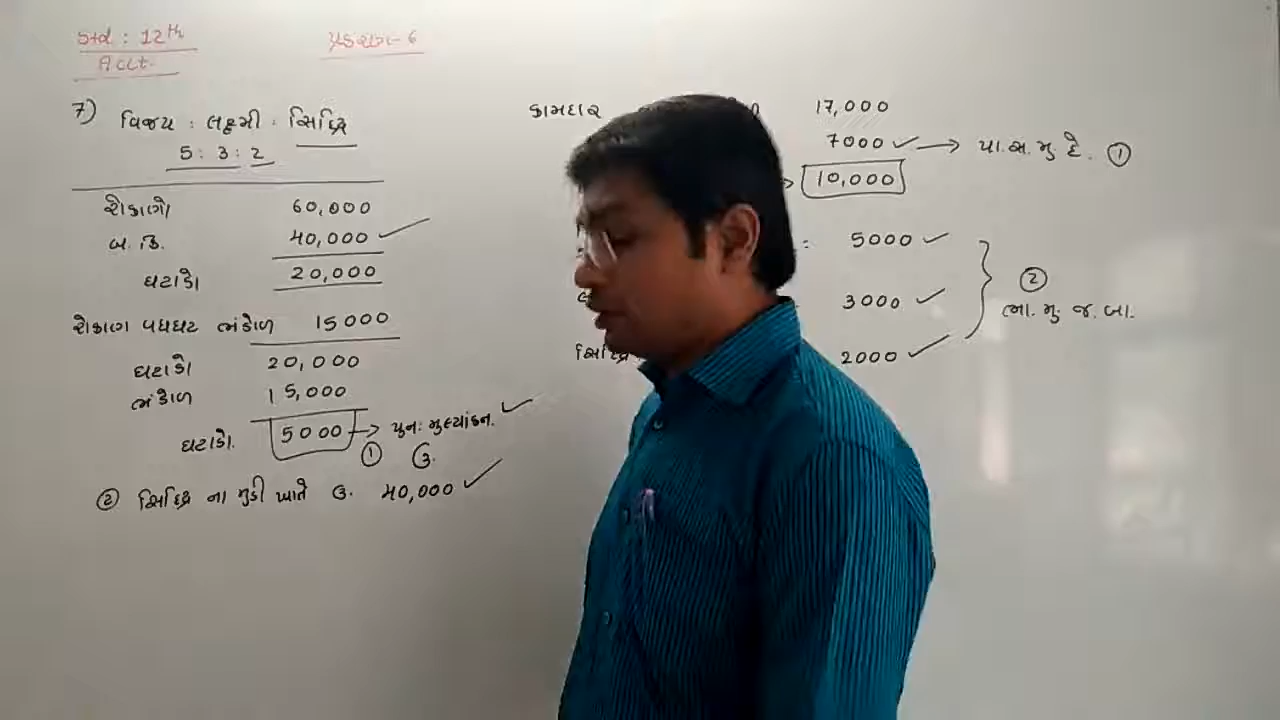 ધોરણ : 12th
Acct.
પ્રકરણ-6
7) વિજય : લક્ષ્મી : સિદ્ધિ
5 : 3 : 2
રોકાણો 60,000
બ. કિ. 40,000
ઘટાડો 20,000
રોકાણ વધઘટ ભંડોળ 15000
ઘટાડો 20,000
ભંડોળ 15,000
ઘટાડો. 5000 → પુનઃ મુલ્યાંકન.
① ઉ.
② સિદ્ધિ ના મુડી ખાતે ઉ. 40,000
કામદાર 17,000
7000 → પા.બા.મુ.દે. ①
10,000
: 5000
3000
સિદ્ધિ 2000
② ભા. મુ. જ. બા.